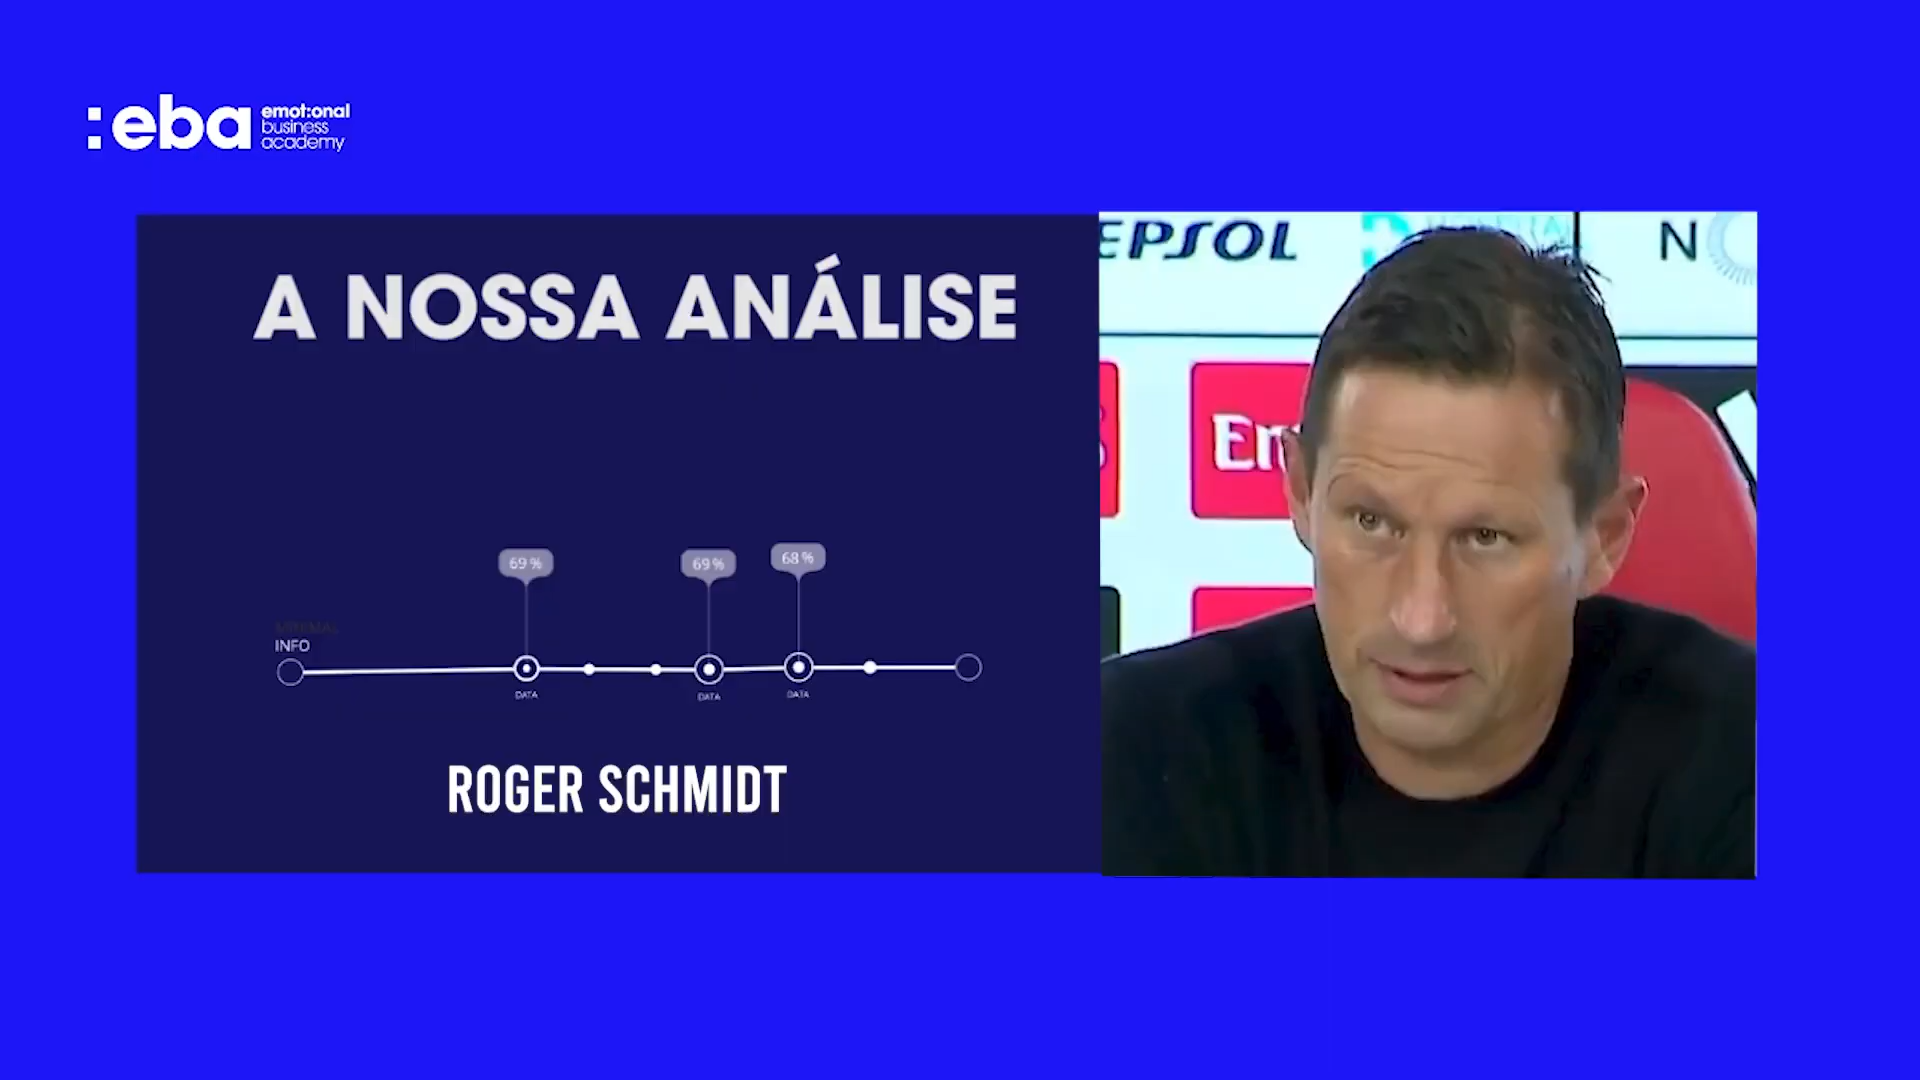 :eba
emot:onal
business
academy
A NOSSA ANÁLISE
EPSOL
N
Em
69%
69%
68%
INFO
DATA
DATA
DATA
ROGER SCHMIDT